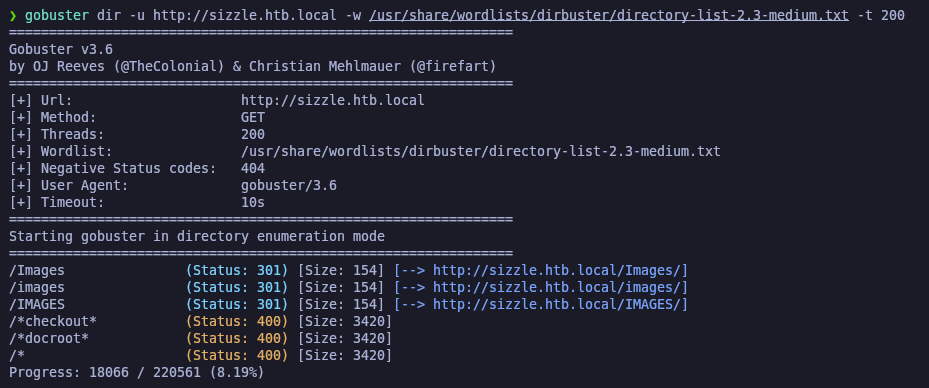 ❯ gobuster dir -u http://sizzle.htb.local -w /usr/share/wordlists/dirbuster/directory-list-2.3-medium.txt -t 200
===============================================================
Gobuster v3.6
by OJ Reeves (@TheColonial) & Christian Mehlmauer (@firefart)
===============================================================
[+] Url:                     http://sizzle.htb.local
[+] Method:                  GET
[+] Threads:                 200
[+] Wordlist:                /usr/share/wordlists/dirbuster/directory-list-2.3-medium.txt
[+] Negative Status codes:   404
[+] User Agent:              gobuster/3.6
[+] Timeout:                 10s
===============================================================
Starting gobuster in directory enumeration mode
===============================================================
/Images               (Status: 301) [Size: 154] [--> http://sizzle.htb.local/Images/]
/images               (Status: 301) [Size: 154] [--> http://sizzle.htb.local/images/]
/IMAGES               (Status: 301) [Size: 154] [--> http://sizzle.htb.local/IMAGES/]
/*checkout*           (Status: 400) [Size: 3420]
/*docroot*            (Status: 400) [Size: 3420]
/*                    (Status: 400) [Size: 3420]
Progress: 18066 / 220561 (8.19%)